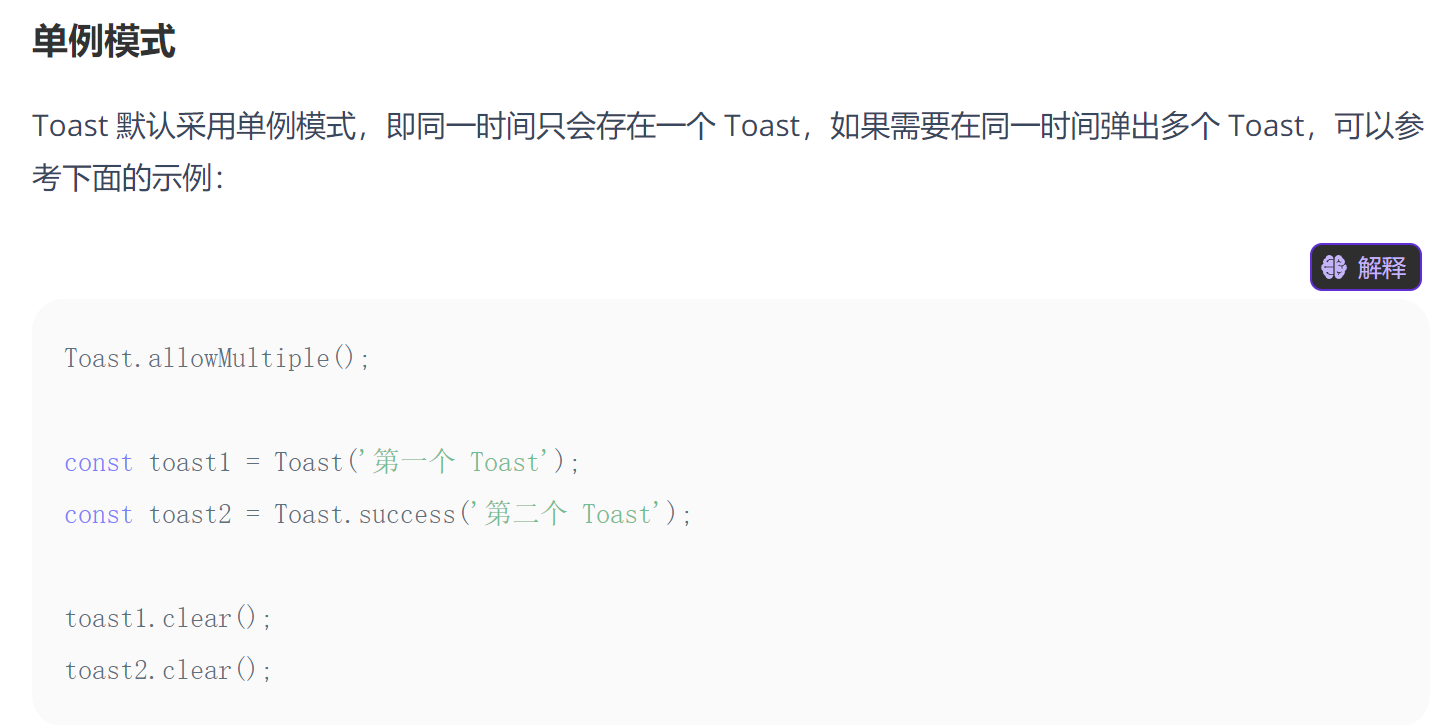 单例模式
Toast 默认采用单例模式，即同一时间只会存在一个 Toast，如果需要在同一时间弹出多个 Toast，可以参
考下面的示例：
解释
Toast.allowMultiple();
const toast1 = Toast('第一个 Toast');
const toast2 = Toast.success('第二个 Toast');
toast1.clear();
toast2.clear();